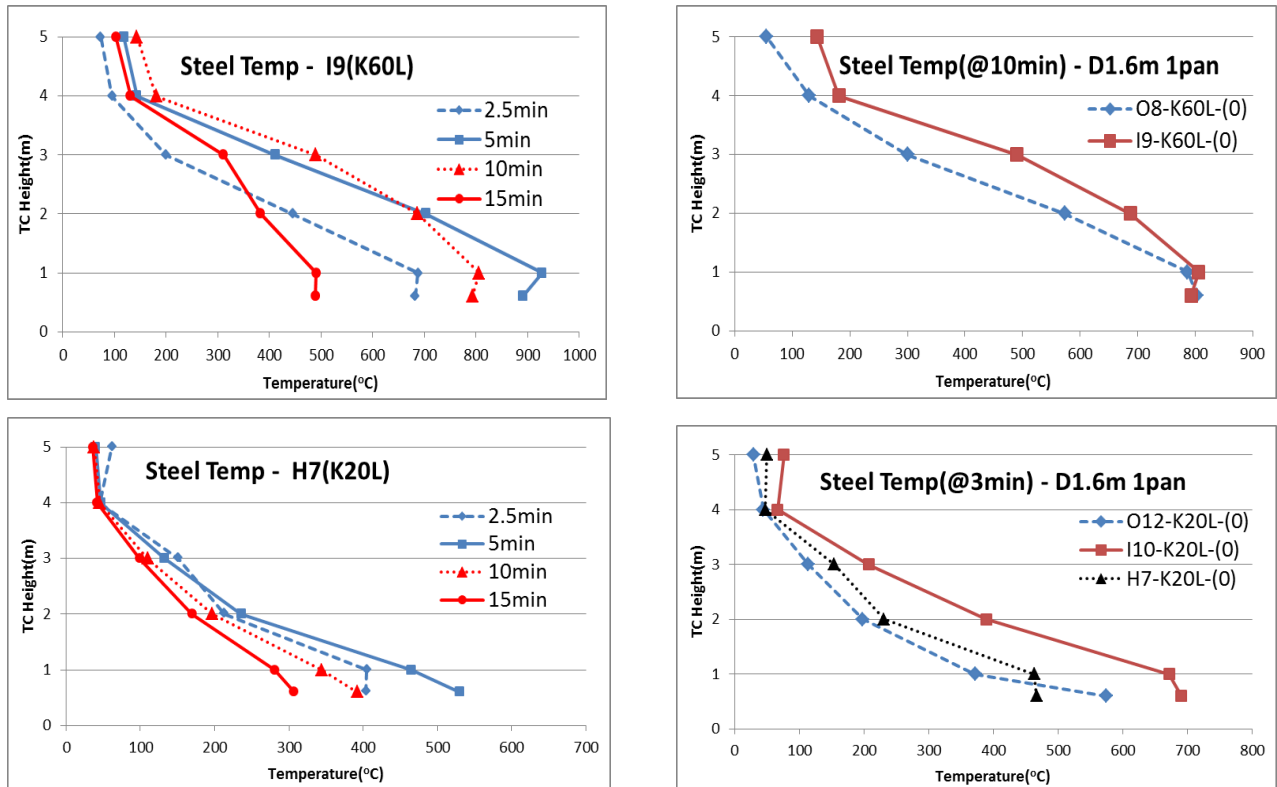 Steel Temp - I9(K60L)
2.5min
5min
10min
15min
TC Height(m)
5
4
3
2
1
0
0 100 200 300 400 500 600 700 800 900 1000
Temperature(°C)
Steel Temp(@10min) - D1.6m 1pan
O8-K60L-(0)
I9-K60L-(0)
TC Height(m)
5
4
3
2
1
0
0 100 200 300 400 500 600 700 800 900
Temperature(°C)
Steel Temp - H7(K20L)
2.5min
5min
10min
15min
TC Height(m)
5
4
3
2
1
0
0 100 200 300 400 500 600 700
Temperature(°C)
Steel Temp(@3min) - D1.6m 1pan
O12-K20L-(0)
I10-K20L-(0)
H7-K20L-(0)
TC Height(m)
5
4
3
2
1
0
0 100 200 300 400 500 600 700 800
Temperature(°C)